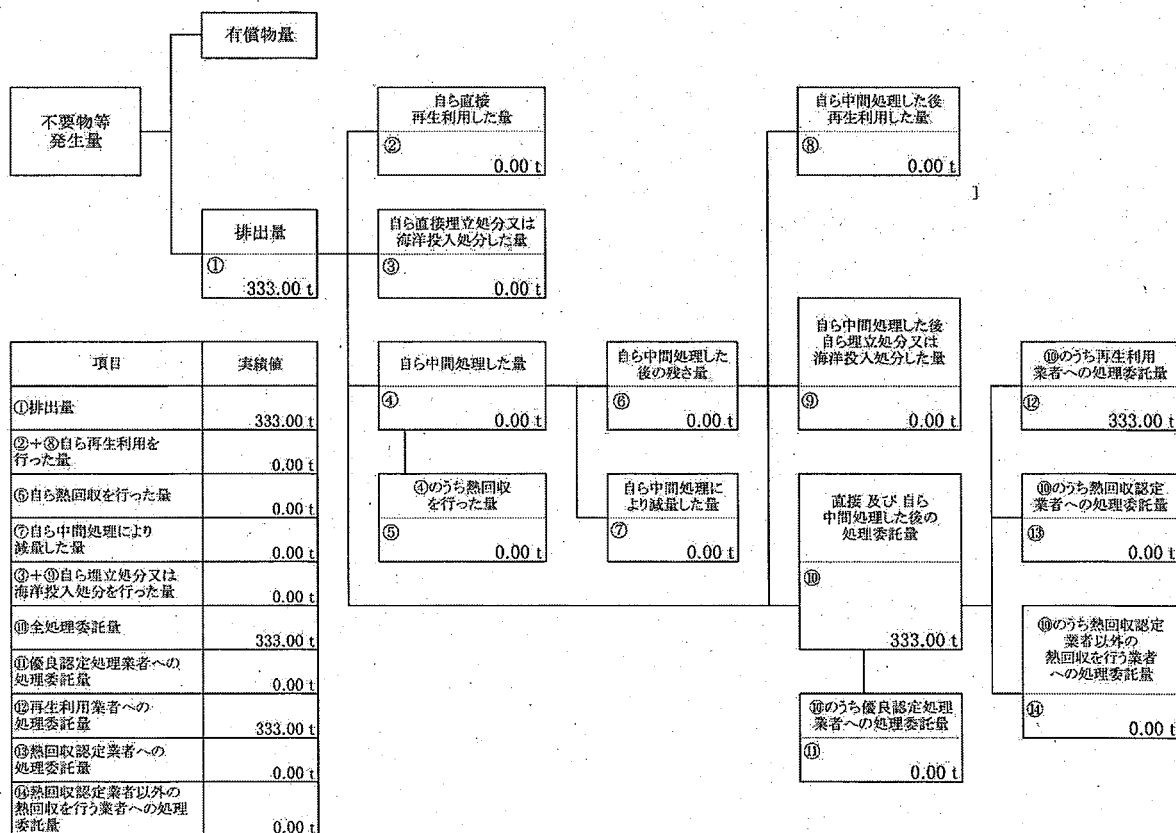 有償物量
不要物等
発生量
自ら直接
再生利用した量
②
0.00 t
自ら中間処理した後
再生利用した量
⑧
0.00 t
排出量
①
333.00 t
自ら直接埋立処分又は
海洋投入処分した量
③
0.00 t
自ら中間処理した量
④
0.00 t
自ら中間処理した
後の残さ量
⑥
0.00 t
自ら中間処理した後
自ら埋立処分又は
海洋投入処分した量
⑨
0.00 t
⑩のうち再生利用
業者への処理委託量
⑫
333.00 t
④のうち熱回収
を行った量
⑤
0.00 t
自ら中間処理に
より減量した量
⑦
0.00 t
直接 及び 自ら
中間処理した後の
処理委託量
⑩
333.00 t
⑩のうち熱回収認定
業者への処理委託量
⑬
0.00 t
⑩のうち熱回収認定
業者以外の
熱回収を行う業者
への処理委託量
⑭
0.00 t
⑩のうち優良認定処理
業者への処理委託量
⑪
0.00 t
項目 実績値
①排出量 333.00 t
②+⑧自ら再生利用を
行った量 0.00 t
⑤自ら熱回収を行った量 0.00 t
⑦自ら中間処理により
減量した量 0.00 t
③+⑨自ら埋立処分又は
海洋投入処分を行った量 0.00 t
⑩全処理委託量 333.00 t
⑪優良認定処理業者への
処理委託量 0.00 t
⑫再生利用業者への
処理委託量 333.00 t
⑬熱回収認定業者への
処理委託量 0.00 t
⑭熱回収認定業者以外の
熱回収を行う業者への処理
委託量 0.00 t